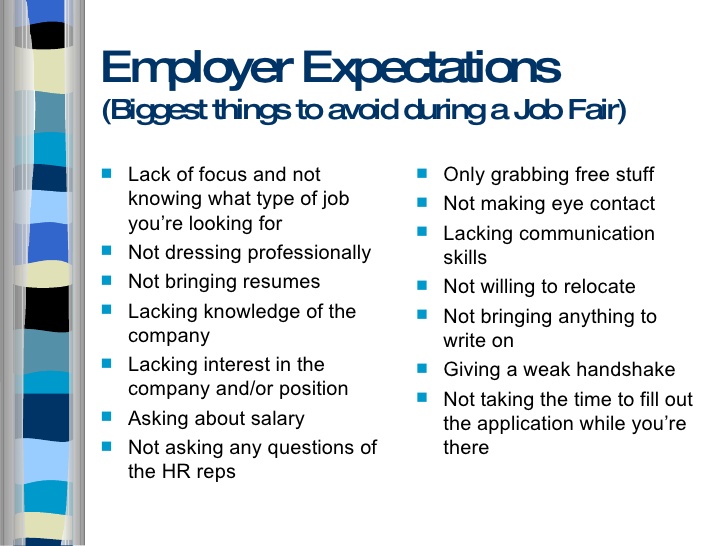 Employer Expectations
(Biggest things to avoid during a Job Fair)
Lack of focus and not
knowing what type of job
you're looking for
Not dressing professionally
Not bringing resumes
Lacking knowledge of the
company
Lacking interest in the
company and/or position
Asking about salary
Not asking any questions of
the HR reps
Only grabbing free stuff
Not making eye contact
Lacking communication
skills
Not willing to relocate
Not bringing anything to
write on
Giving a weak handshake
Not taking the time to fill out
the application while you're
there